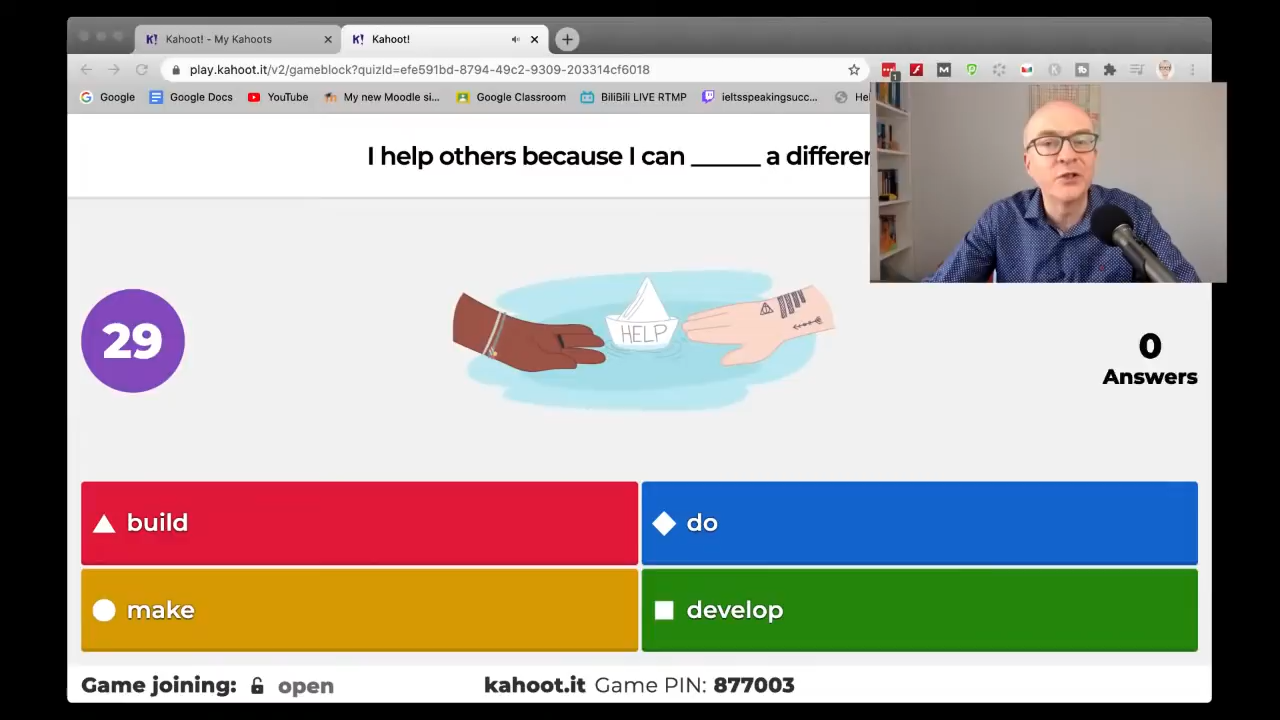 K! Kahoot! - My Kahoots
K! Kahoot!
play.kahoot.it/v2/gameblock?quizId=efe591bd-8794-49c2-9309-203314cf6018
Google
Google Docs
YouTube
My new Moodle si...
Google Classroom
BiliBili LIVE RTMP
ieltsspeakingsucc...
I help others because I can _____ a differen
29
HELP
0
Answers
build
do
make
develop
Game joining: open
kahoot.it Game PIN: 877003